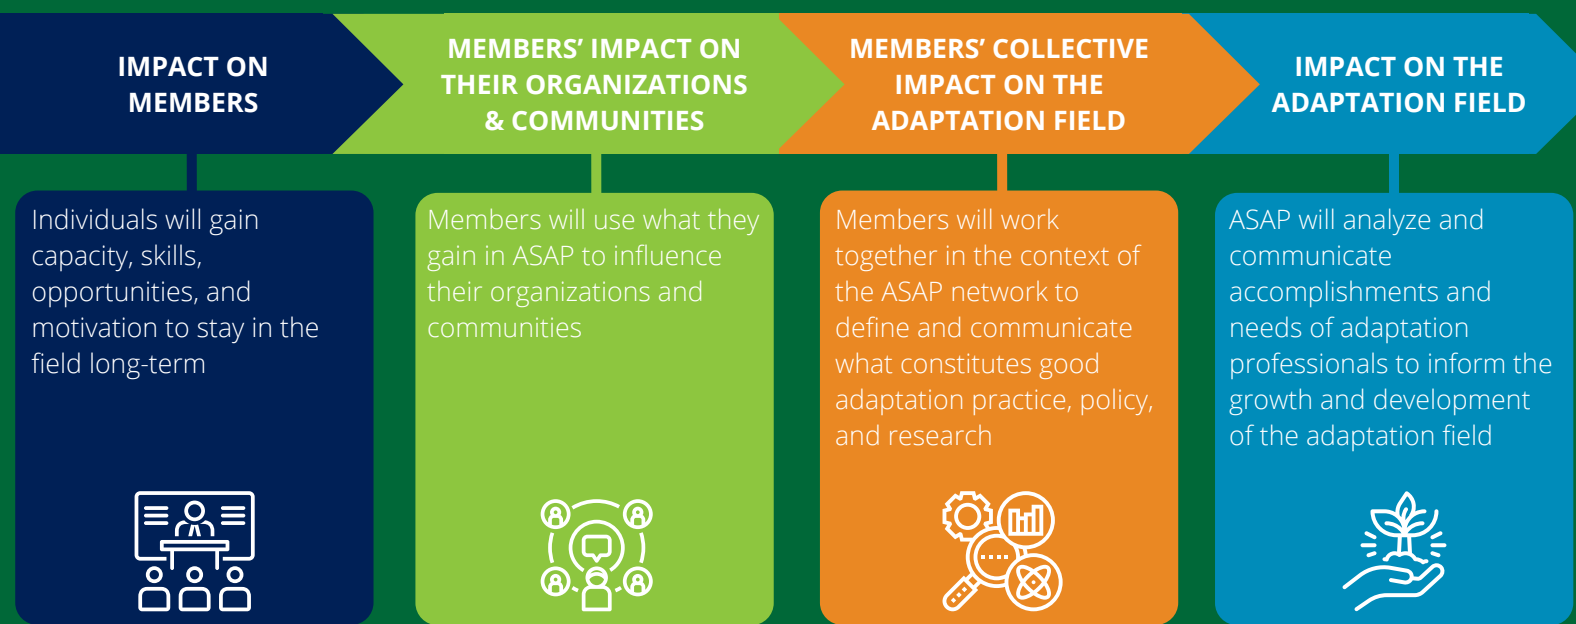 IMPACT ON
MEMBERS
MEMBERS’ IMPACT ON
THEIR ORGANIZATIONS
& COMMUNITIES
MEMBERS’ COLLECTIVE
IMPACT ON THE
ADAPTATION FIELD
IMPACT ON THE
ADAPTATION FIELD
Individuals will gain
capacity, skills,
opportunities, and
motivation to stay in the
field long-term
Members will use what they
gain in ASAP to influence
their organizations and
communities
Members will work
together in the context of
the ASAP network to
define and communicate
what constitutes good
adaptation practice, policy,
and research
ASAP will analyze and
communicate
accomplishments and
needs of adaptation
professionals to inform the
growth and development
of the adaptation field